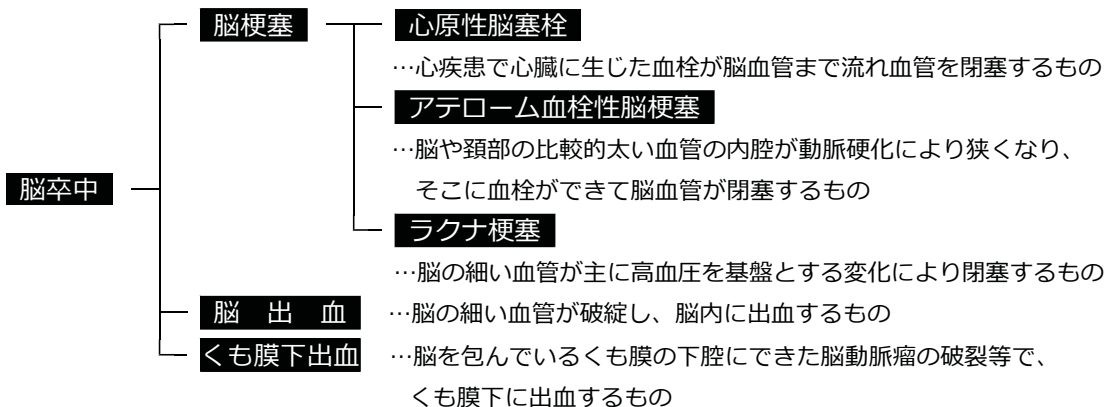 脳梗塞
心原性脳塞栓
…心疾患で心臓に生じた血栓が脳血管まで流れ血管を閉塞するもの
アテローム血栓性脳梗塞
…脳や頚部の比較的太い血管の内腔が動脈硬化により狭くなり、
そこに血栓ができて脳血管が閉塞するもの
脳卒中
ラクナ梗塞
…脳の細い血管が主に高血圧を基盤とする変化により閉塞するもの
脳　出　血　…脳の細い血管が破綻し、脳内に出血するもの
くも膜下出血　…脳を包んでいるくも膜の下腔にできた脳動脈瘤の破裂等で、
くも膜下に出血するもの